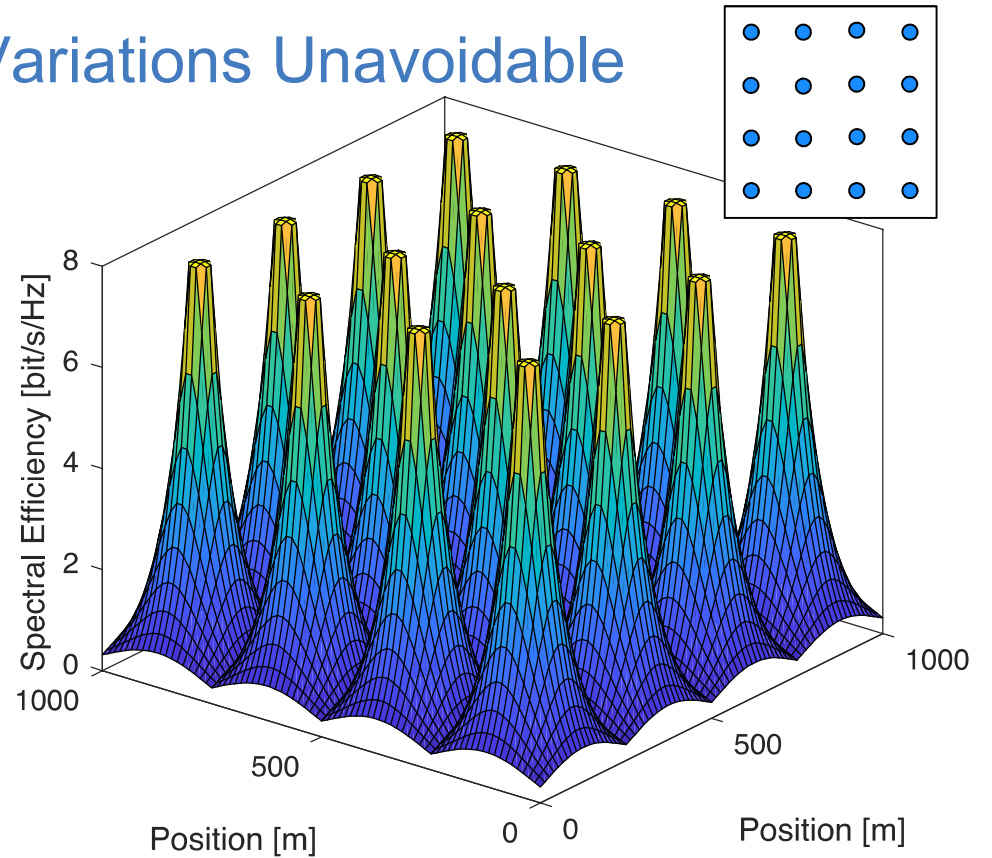 Variations Unavoidable
8
6
4
2
0
Spectral Efficiency [bit/s/Hz]
1000
500
0
Position [m]
0
500
1000
Position [m]